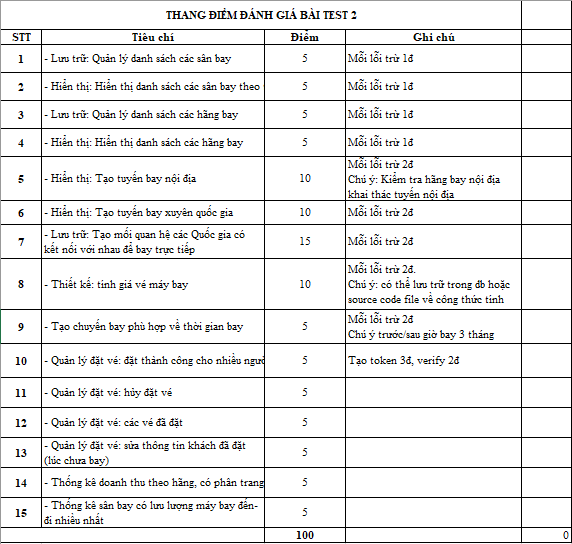 THANG ĐIỂM ĐÁNH GIÁ BÀI TEST 2
STT Tiêu chí Điểm Ghi chú
1 - Lưu trữ: Quản lý danh sách các sân bay 5 Mỗi lỗi trừ 1đ
2 - Hiển thị: Hiển thị danh sách các sân bay theo 5 Mỗi lỗi trừ 1đ
3 - Lưu trữ: Quản lý danh sách các hãng bay 5 Mỗi lỗi trừ 1đ
4 - Hiển thị: Hiển thị danh sách các hãng bay 5 Mỗi lỗi trừ 1đ
5 - Hiển thị: Tạo tuyến bay nội địa 10 Mỗi lỗi trừ 2đ
Chú ý: Kiểm tra hãng bay nội địa
khai thác tuyến nội địa
6 - Hiển thị: Tạo tuyến bay xuyên quốc gia 10 Mỗi lỗi trừ 2đ
7 - Lưu trữ: Tạo mối quan hệ các Quốc gia có
kết nối với nhau để bay trực tiếp 15 Mỗi lỗi trừ 2đ
8 - Thiết kế: tính giá vé máy bay 10 Mỗi lỗi trừ 2đ.
Chú ý: có thể lưu trữ trong db hoặc
source code file về công thức tính
9 - Tạo chuyến bay phù hợp về thời gian bay 5 Mỗi lỗi trừ 2đ
Chú ý trước/sau giờ bay 3 tháng
10 - Quản lý đặt vé: đặt thành công cho nhiều ngườ 5 Tạo token 3đ, verify 2đ
11 - Quản lý đặt vé: hủy đặt vé 5
12 - Quản lý đặt vé: các vé đã đặt 5
13 - Quản lý đặt vé: sửa thông tin khách đã đặt
(lúc chưa bay) 5
14 - Thống kê doanh thu theo hãng, có phân trang 5
15 - Thống kê sân bay có lưu lượng máy bay đến-
đi nhiều nhất 5
100 0